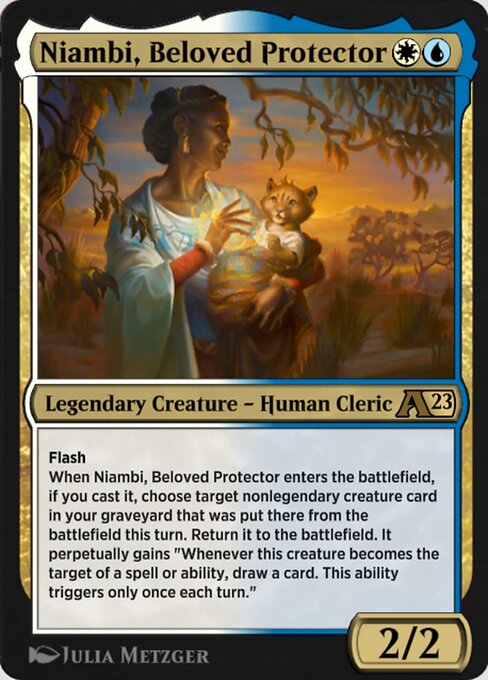 Niambi, Beloved Protector
Legendary Creature – Human Cleric A23
Flash
When Niambi, Beloved Protector enters the battlefield,
if you cast it, choose target nonlegendary creature card
in your graveyard that was put there from the
battlefield this turn. Return it to the battlefield. It
perpetually gains "Whenever this creature becomes the
target of a spell or ability, draw a card. This ability
triggers only once each turn."
2/2
Julia Metzger